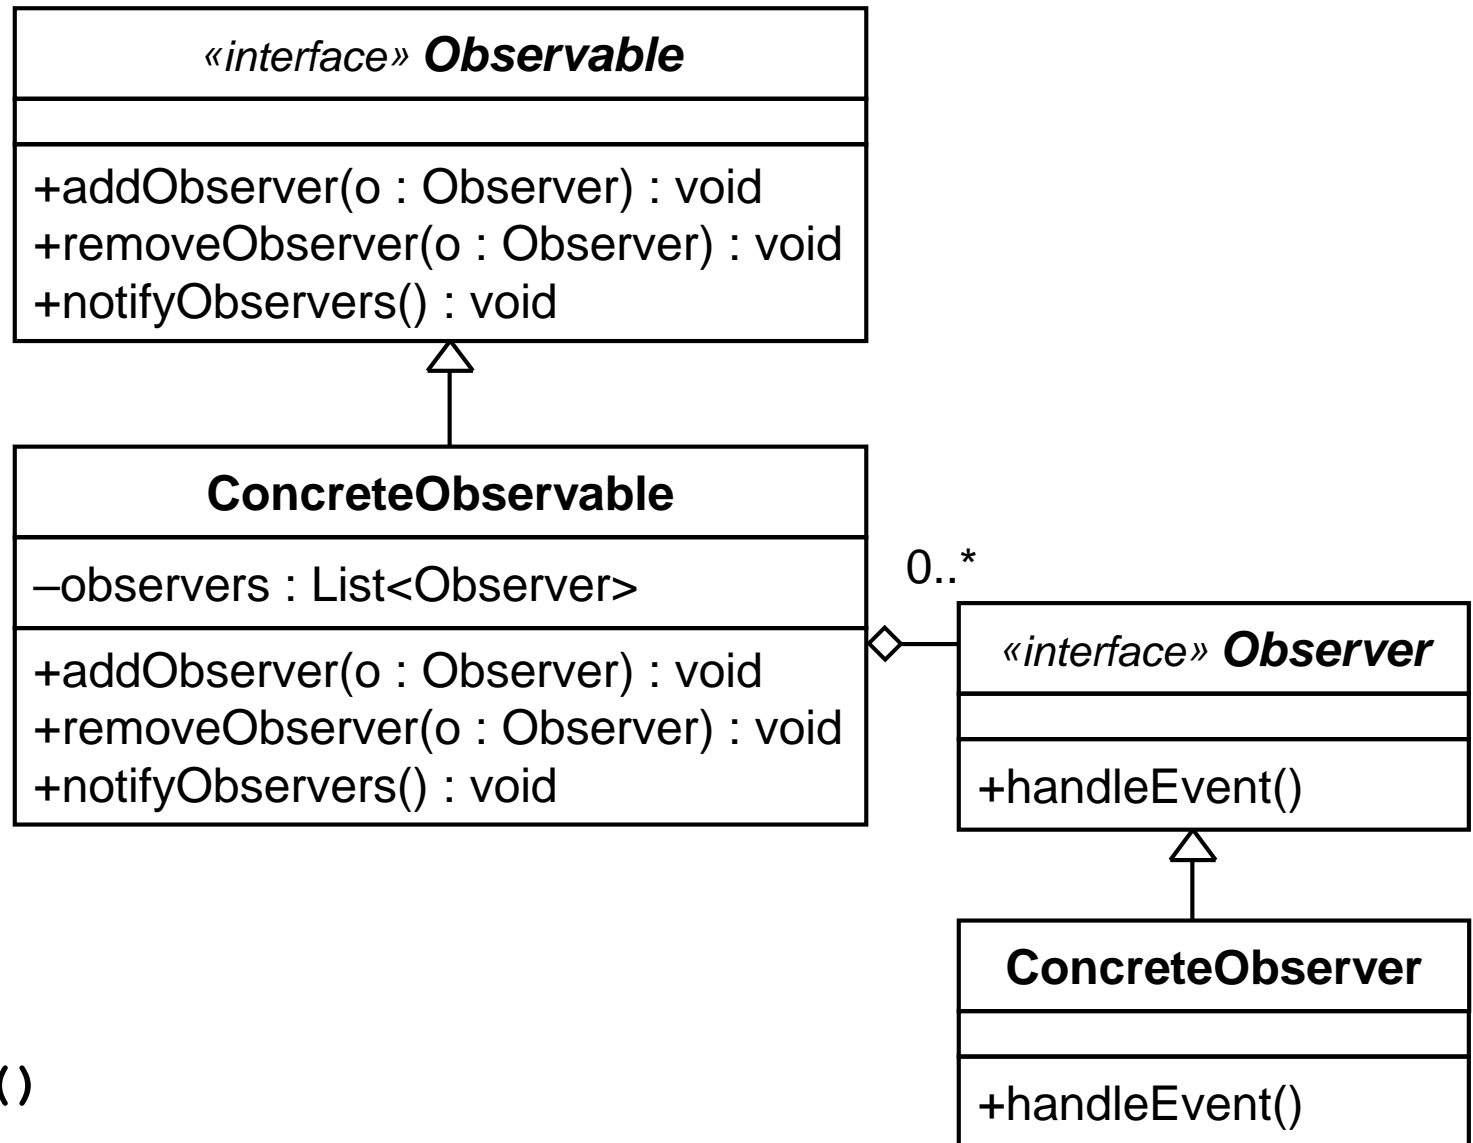 «interface» Observable
+addObserver(o : Observer) : void
+removeObserver(o : Observer) : void
+notifyObservers() : void
ConcreteObservable
–observers : List<Observer>
+addObserver(o : Observer) : void
+removeObserver(o : Observer) : void
+notifyObservers() : void
0..*
«interface» Observer
+handleEvent()
ConcreteObserver
+handleEvent()
()